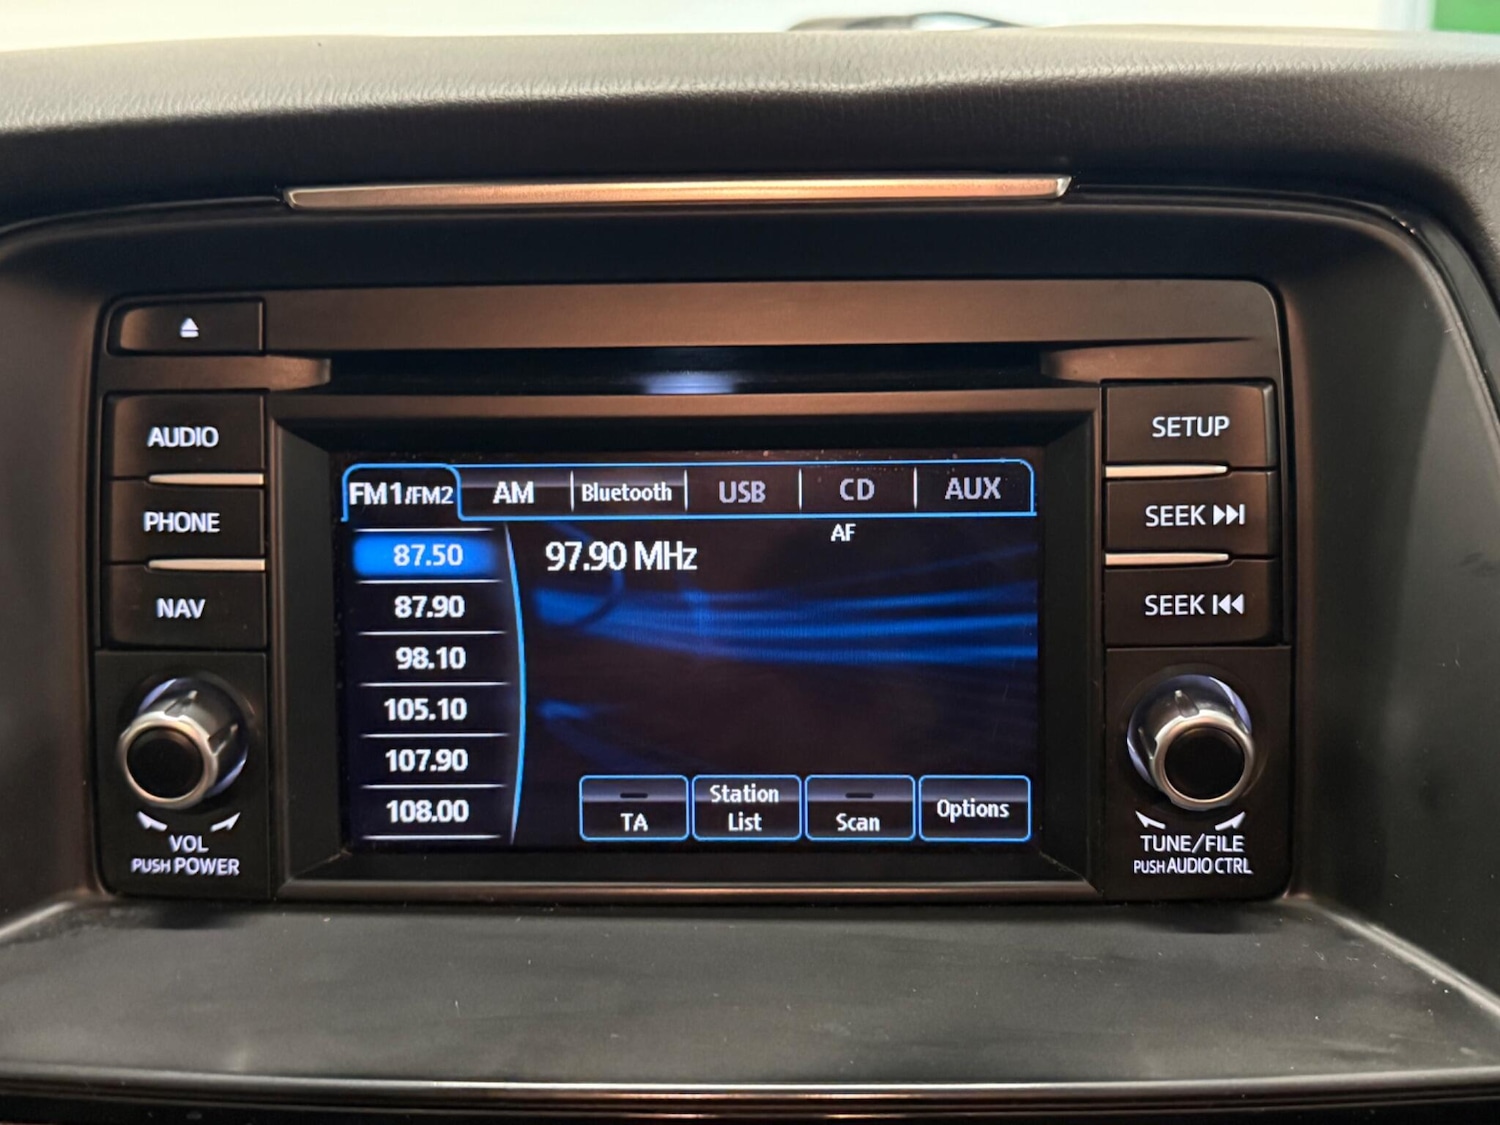 AUDIO
PHONE
NAV
VOL
PUSH POWER
FM1/FM2 AM Bluetooth USB CD AUX
AF
87.50
97.90 MHz
87.90
98.10
105.10
107.90
108.00
TA
Station
List
Scan
Options
SETUP
SEEK
SEEK
TUNE/FILE
PUSH AUDIO CTRL